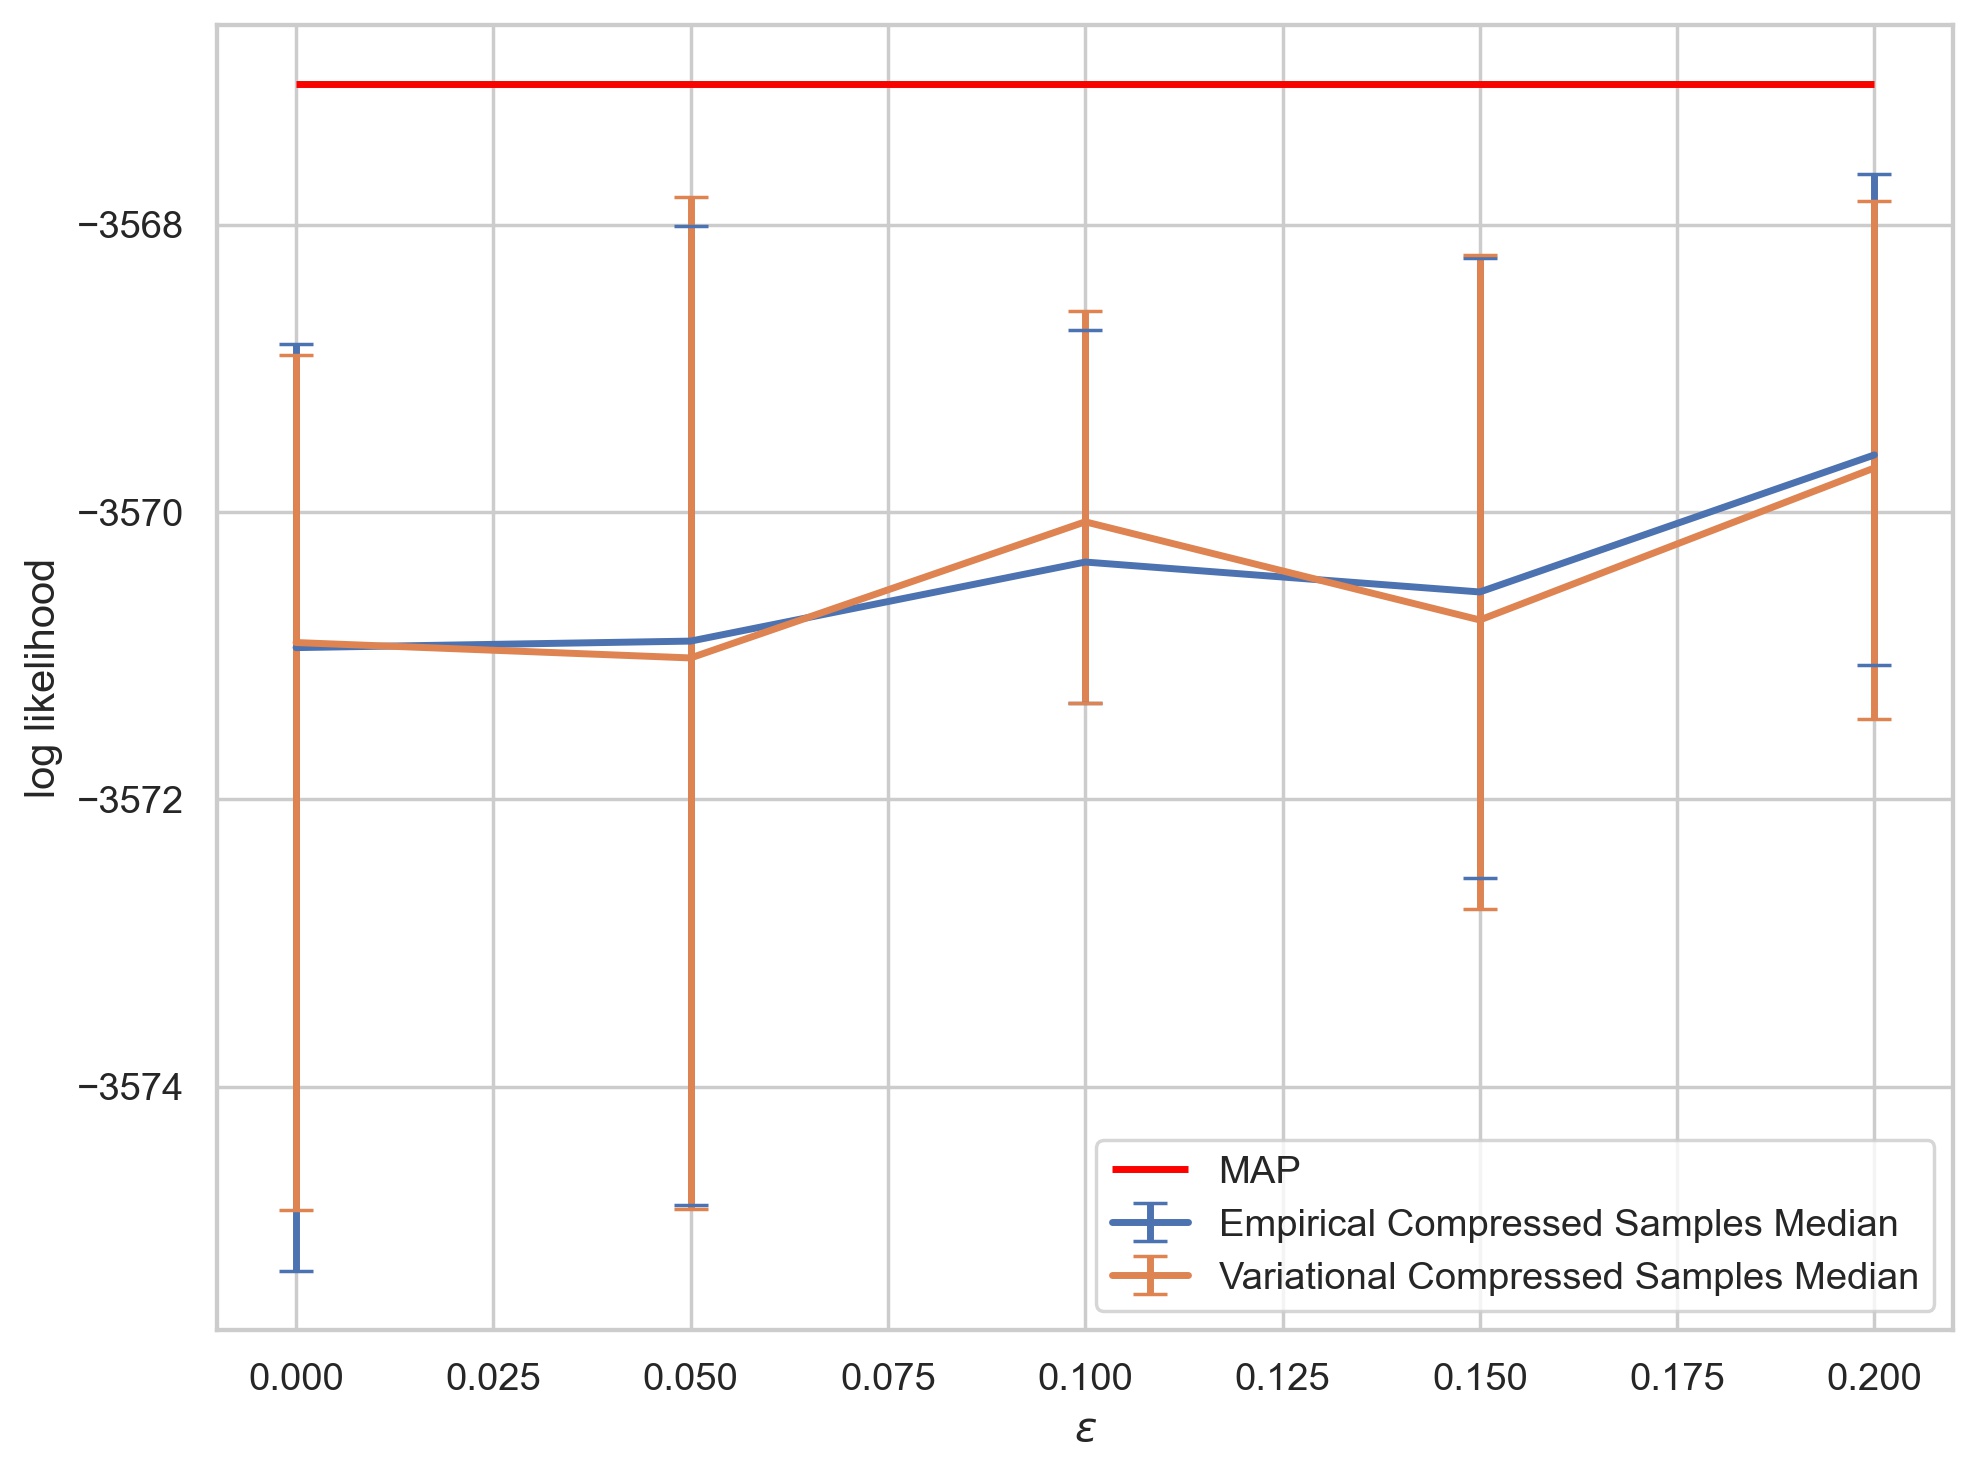 −3568
−3570
−3572
−3574
log likelihood
0.000 0.025 0.050 0.075 0.100 0.125 0.150 0.175 0.200
ε
MAP
Empirical Compressed Samples Median
Variational Compressed Samples Median